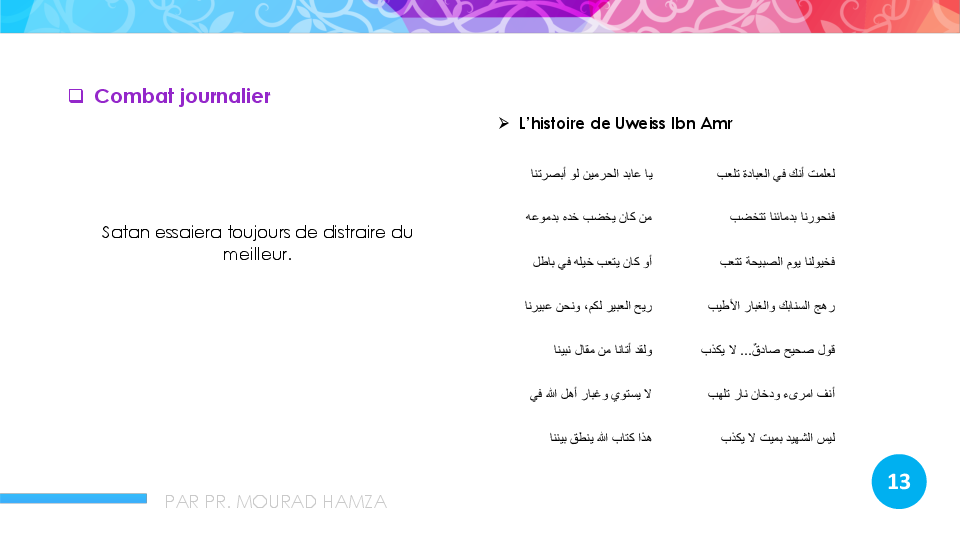 ❑ Combat journalier
Satan essaiera toujours de distraire du
meilleur.
➢ L'histoire de Uweiss Ibn Amr
يا عابد الحرمين لو أبصرتنا
لعلمت أنك في العبادة تلعب
من كان يخضب خده بدموعه
فنحورنا بدمائنا تتخضب
أو كان يتعب خيله في باطل
فخيولنا يوم الصبيحة تتعب
ريح العبير لكم، ونحن عبيرنا
رهج السنابك والغبار الأطيب
ولقد أتانا من مقال نبينا
قول صحيح صادقٌ... لا يكذب
لا يستوي وغبار أهل الله في
أنف امرىء ودخان نار تلهب
هذا كتاب الله ينطق بيننا
ليس الشهيد بميت لا يكذب
PAR PR. MOURAD HAMZA
13